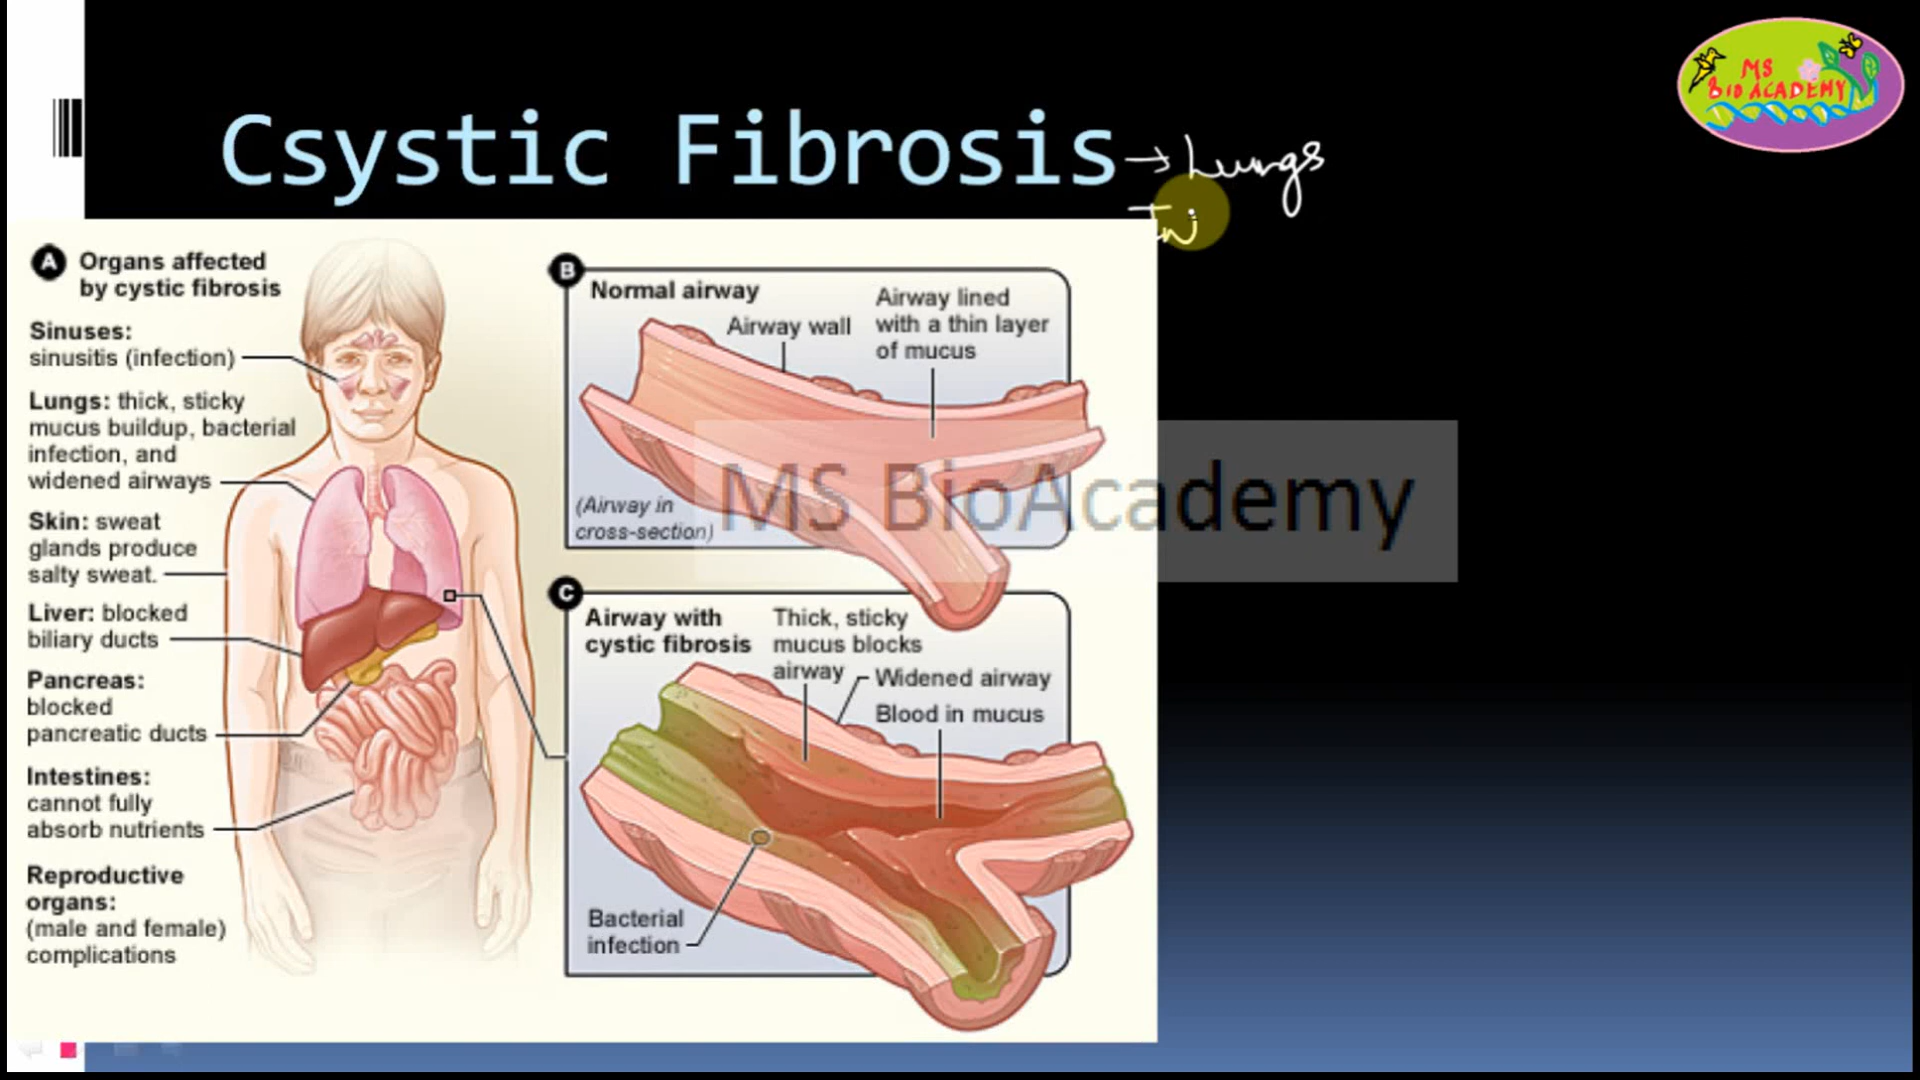 MS
BIO ACADEMY
Csystic Fibrosis → Lungs
A Organs affected
by cystic fibrosis
Sinuses:
sinusitis (infection)
Lungs: thick, sticky
mucus buildup, bacterial
infection, and
widened airways
Skin: sweat
glands produce
salty sweat.
Liver: blocked
biliary ducts
Pancreas:
blocked
pancreatic ducts
Intestines:
cannot fully
absorb nutrients
Reproductive
organs:
(male and female)
complications
B
Normal airway
Airway wall
Airway lined
with a thin layer
of mucus
(Airway in
cross-section)
MS BioAcademy
C
Airway with
cystic fibrosis
Thick, sticky
mucus blocks
airway
Widened airway
Blood in mucus
Bacterial
infection